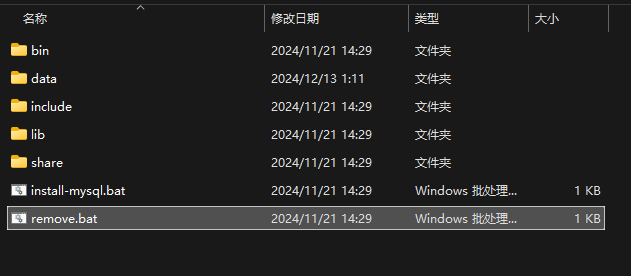 名称 修改日期 类型 大小
bin 2024/11/21 14:29 文件夹
data 2024/12/13 1:11 文件夹
include 2024/11/21 14:29 文件夹
lib 2024/11/21 14:29 文件夹
share 2024/11/21 14:29 文件夹
install-mysql.bat 2024/11/21 14:29 Windows 批处理... 1 KB
remove.bat 2024/11/21 14:29 Windows 批处理... 1 KB